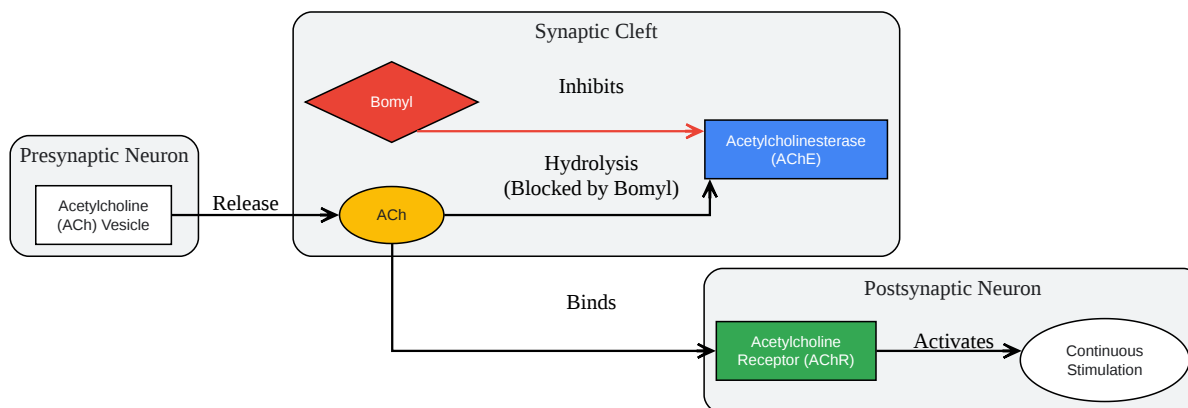 Synaptic Cleft
Bomyl
Inhibits
Acetylcholinesterase
(AChE)
Presynaptic Neuron
Acetylcholine
(ACh) Vesicle
Release
ACh
Hydrolysis
(Blocked by Bomyl)
Binds
Postsynaptic Neuron
Acetylcholine
Receptor (AChR)
Activates
Continuous
Stimulation